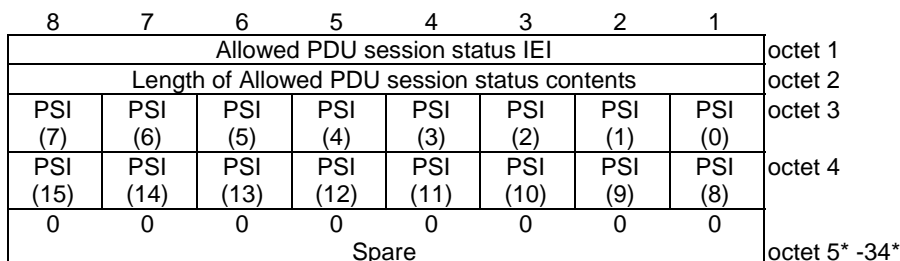 8 7 6 5 4 3 2 1
Allowed PDU session status IEI octet 1
Length of Allowed PDU session status contents octet 2
PSI PSI PSI PSI PSI PSI PSI PSI octet 3
(7) (6) (5) (4) (3) (2) (1) (0)
PSI PSI PSI PSI PSI PSI PSI PSI octet 4
(15) (14) (13) (12) (11) (10) (9) (8)
0 0 0 0 0 0 0 0
Spare octet 5* -34*